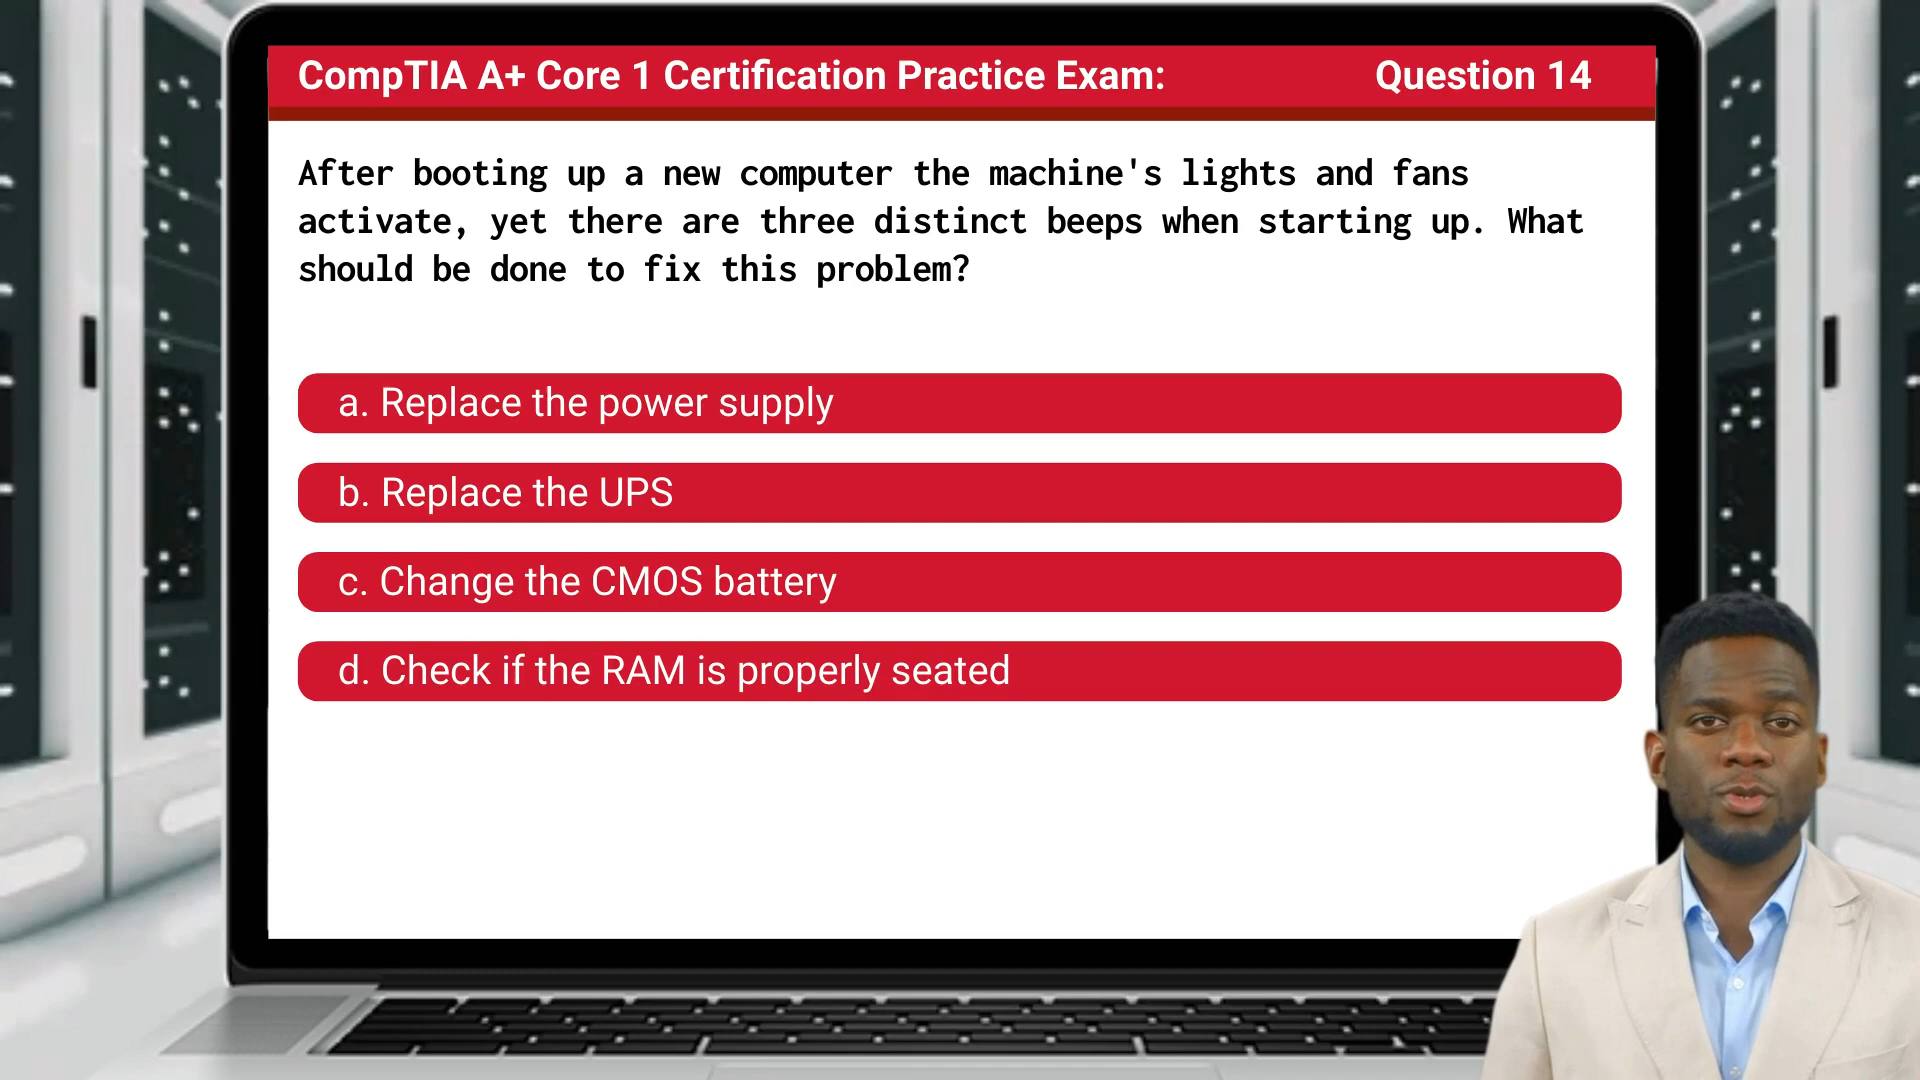 CompTIA A+ Core 1 Certification Practice Exam:
Question 14
After booting up a new computer the machine's lights and fans
activate, yet there are three distinct beeps when starting up. What
should be done to fix this problem?
a. Replace the power supply
b. Replace the UPS
c. Change the CMOS battery
d. Check if the RAM is properly seated